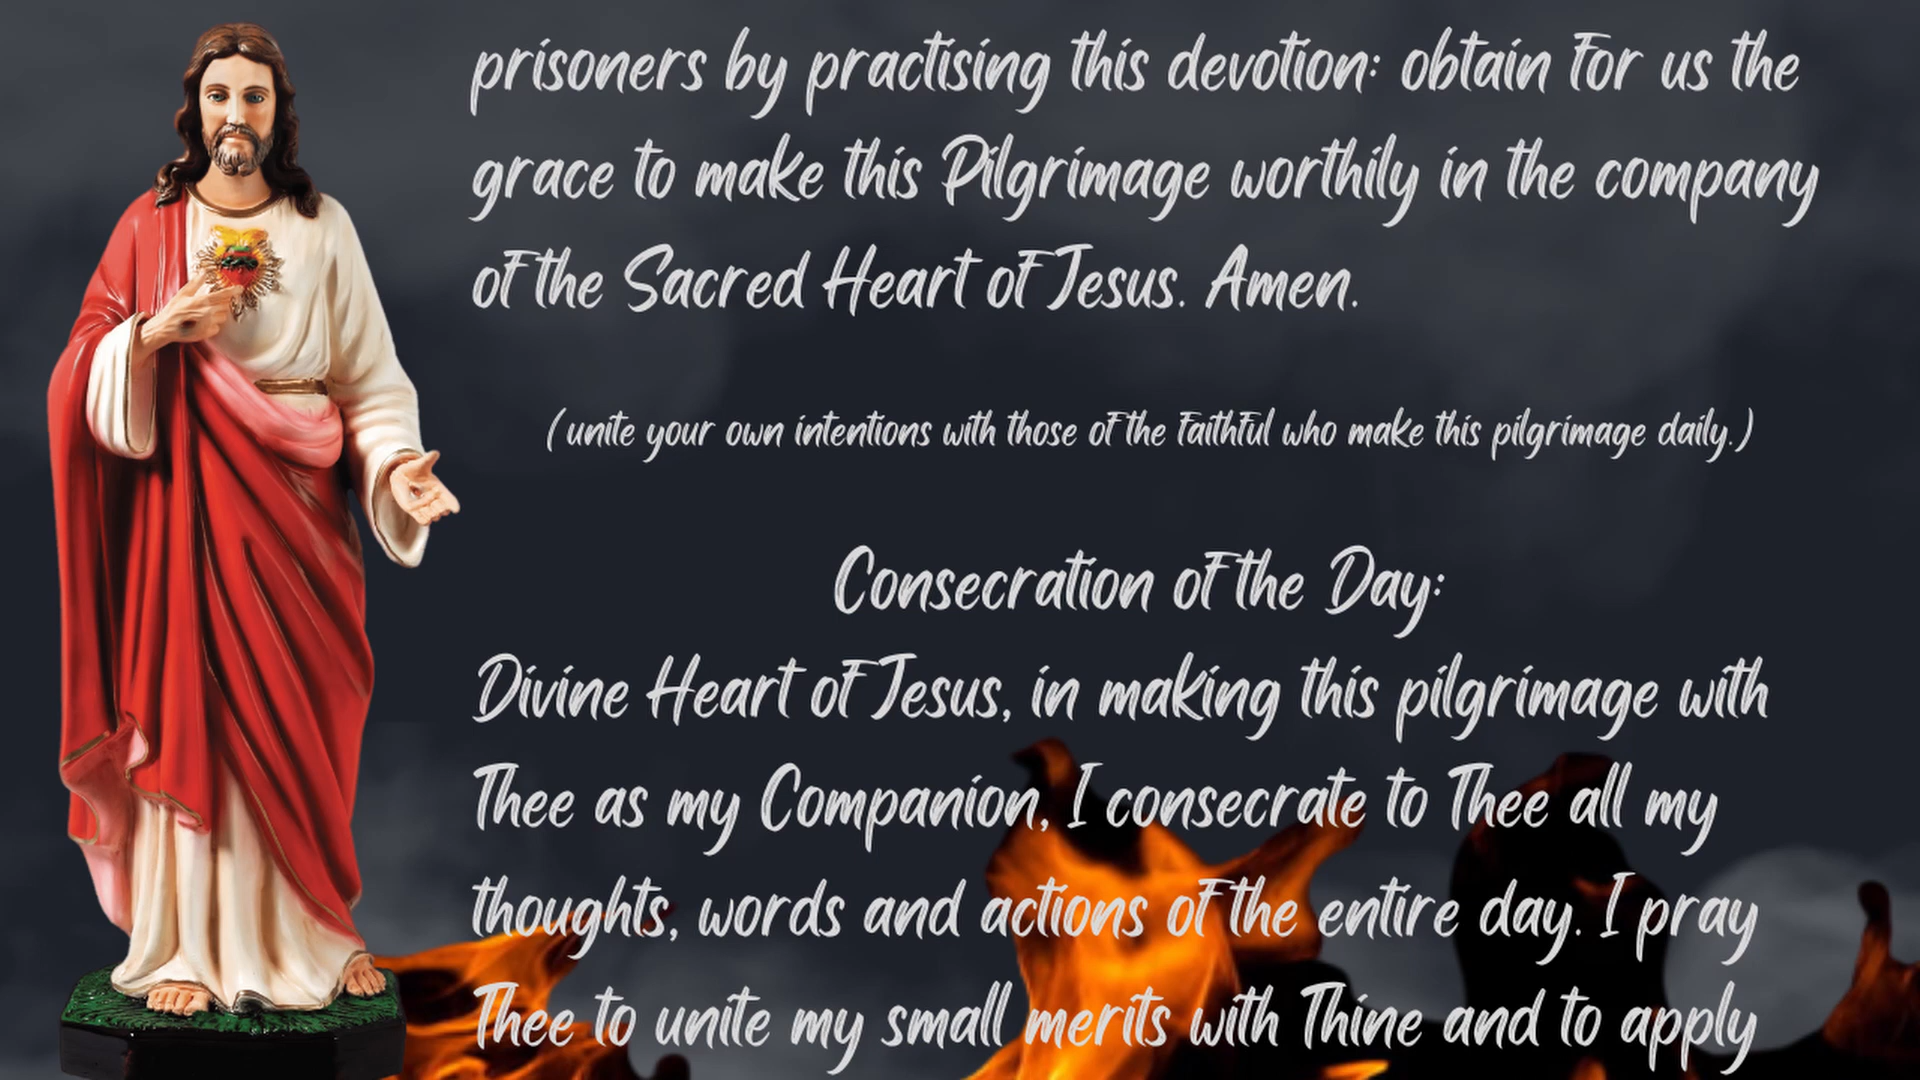 prisoners by practising this devotion: obtain for us the
grace to make this Pilgrimage worthily in the company
of the Sacred Heart of Jesus. Amen.
(unite your own intentions with those of the faithful who make this pilgrimage daily.)
Consecration of the Day:
Divine Heart of Jesus, in making this pilgrimage with
Thee as my Companion, I consecrate to Thee all my
thoughts, words and actions of the entire day. I pray
Thee to unite my small merits with Thine and to apply